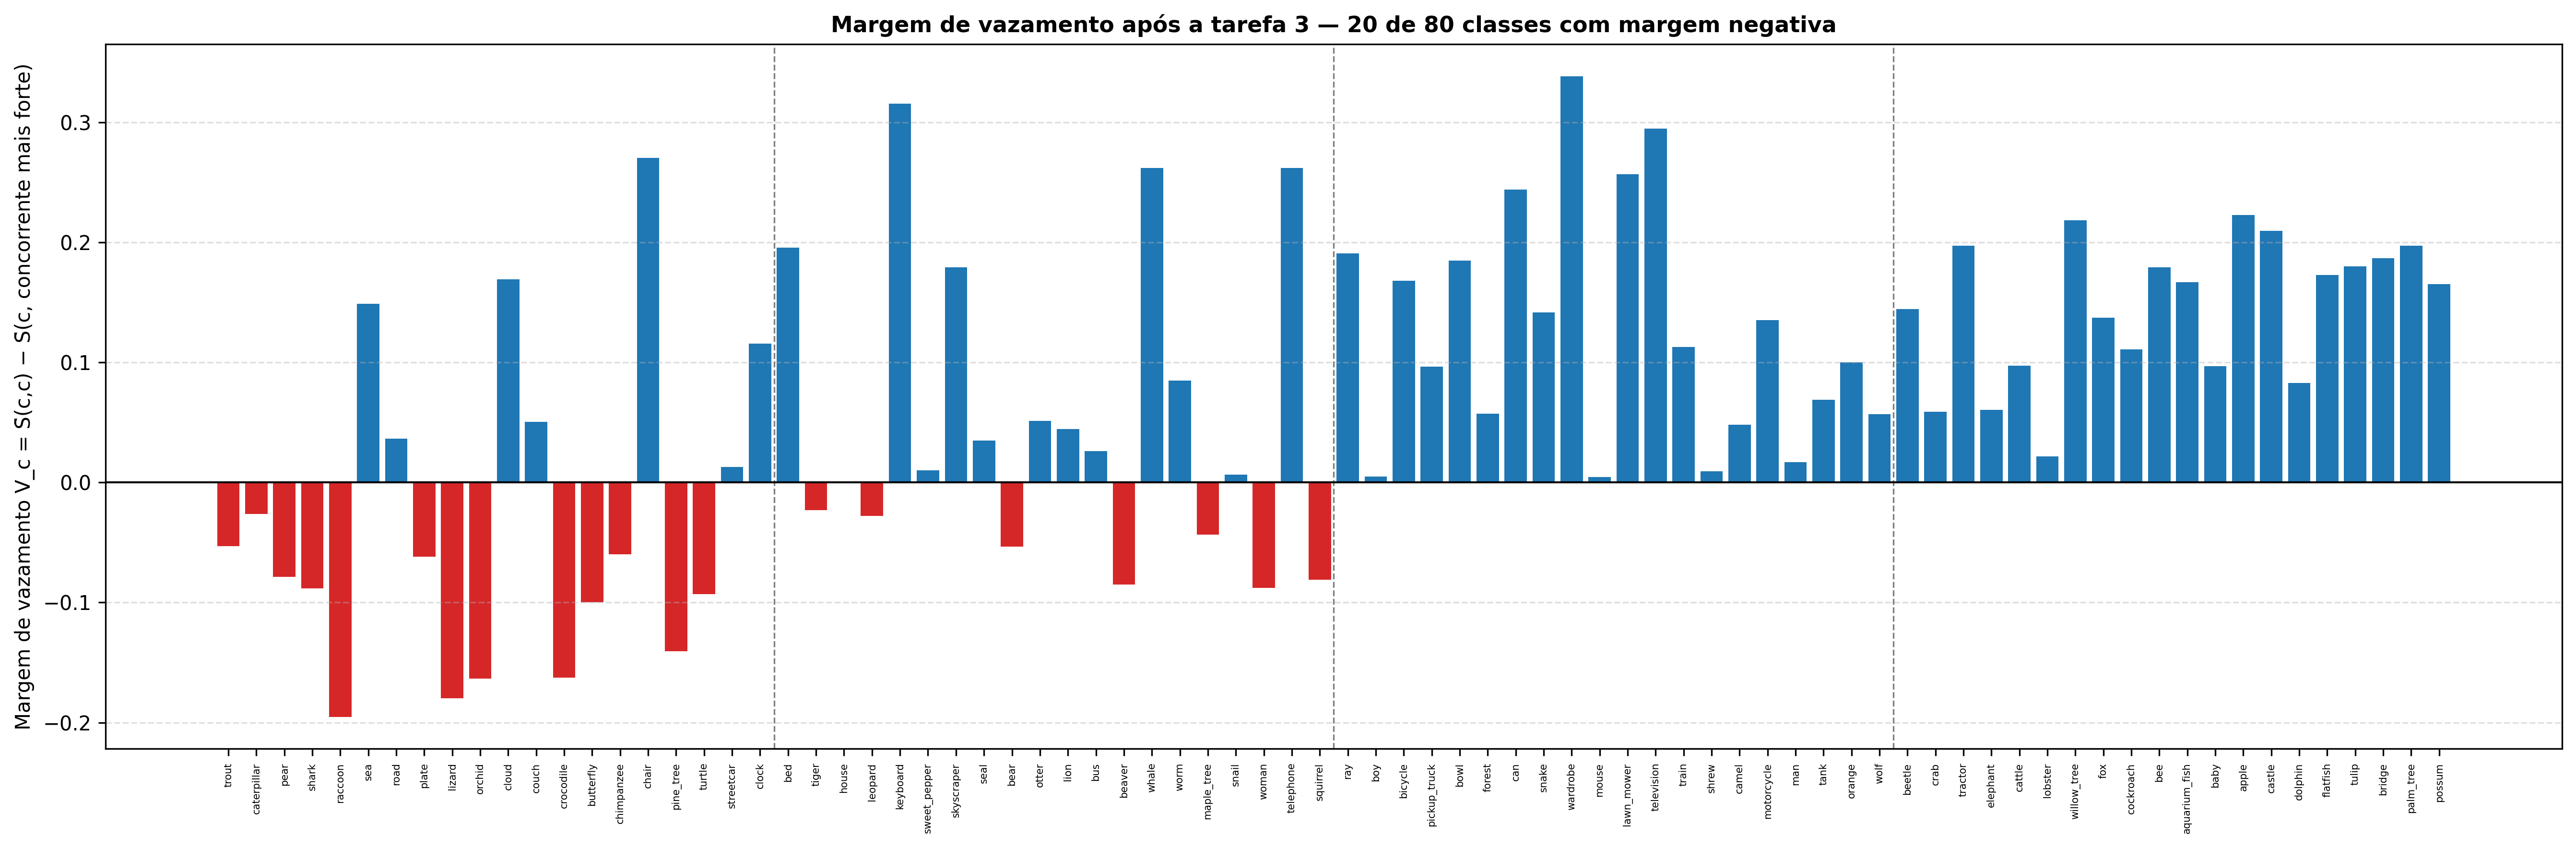 Margem de vazamento após a tarefa 3 — 20 de 80 classes com margem negativa
Margem de vazamento V_c = S(c,c) − S(c, concorrente mais forte)
0.3
0.2
0.1
0.0
−0.1
−0.2
trout
caterpillar
pear
shark
raccoon
sea
road
plate
lizard
orchid
cloud
couch
crocodile
butterfly
chimpanzee
chair
pine_tree
turtle
streetcar
clock
bed
tiger
house
leopard
keyboard
sweet_pepper
skyscraper
seal
bear
otter
lion
bus
beaver
whale
worm
maple_tree
snail
woman
telephone
squirrel
ray
boy
bicycle
pickup_truck
bowl
forest
can
snake
wardrobe
mouse
lawn_mower
television
train
shrew
camel
motorcycle
man
tank
orange
wolf
beetle
crab
tractor
elephant
cattle
lobster
willow_tree
fox
cockroach
bee
aquarium_fish
baby
apple
castle
dolphin
flatfish
tulip
bridge
palm_tree
possum